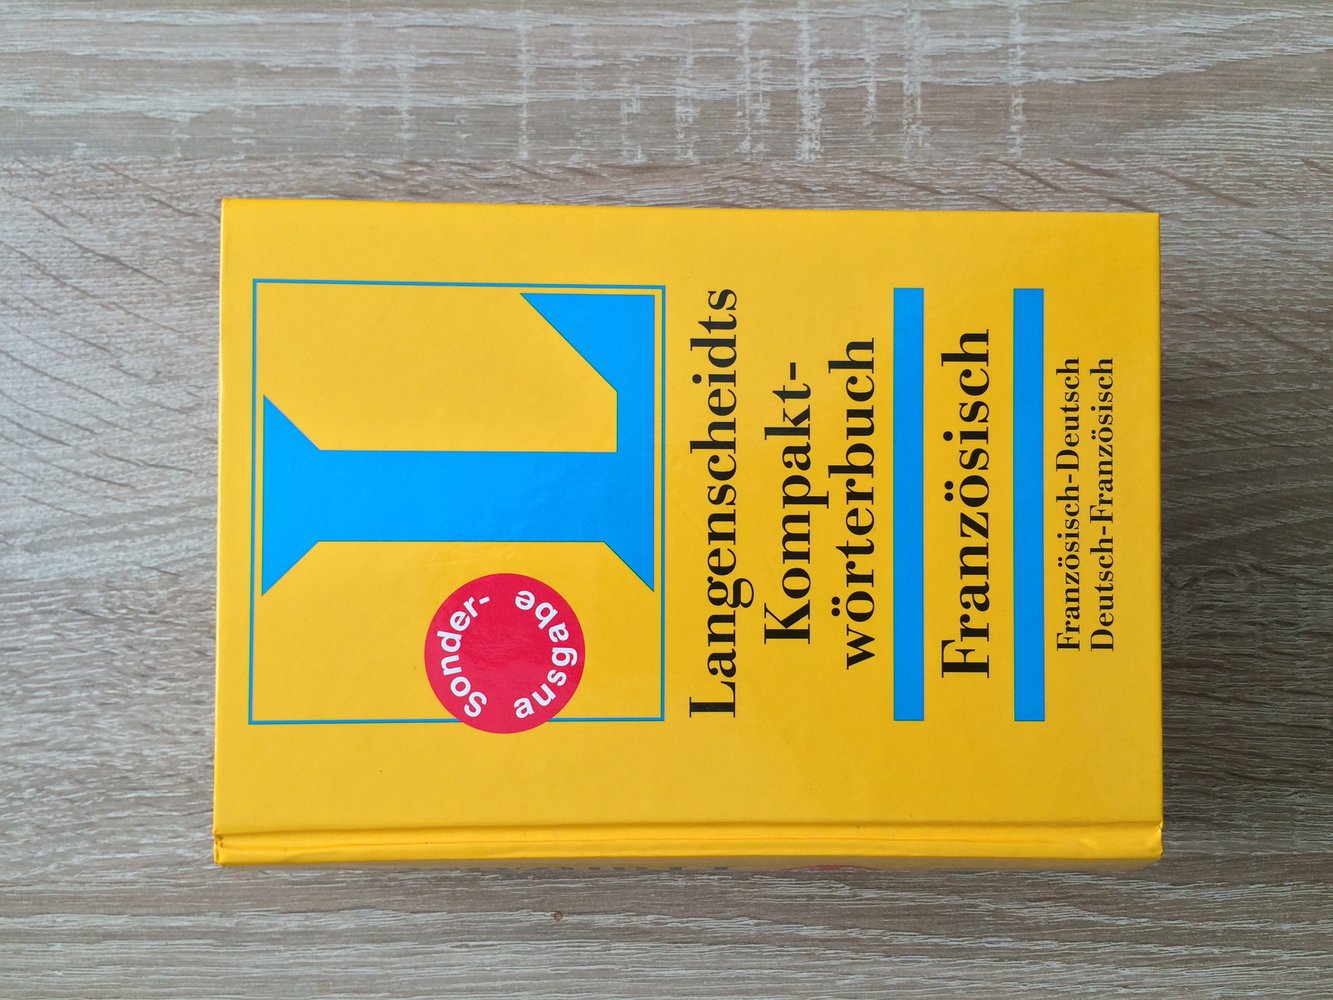 L
Sonder-
ausgabe
Langenscheidts
Kompakt-
wörterbuch
Französisch
Französisch-Deutsch
Deutsch-Französisch